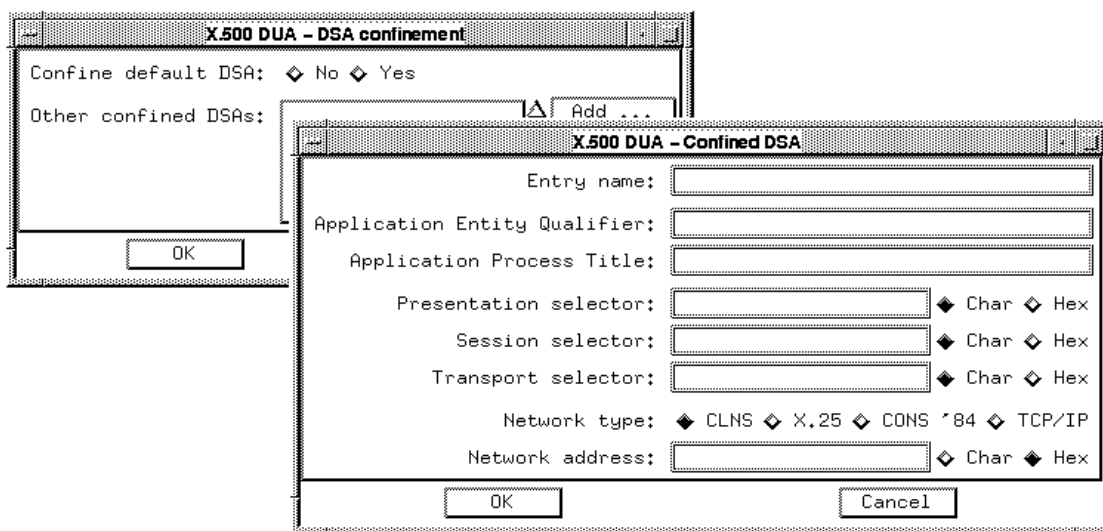 X.500 DUA – DSA confinement
Confine default DSA: No Yes
Other confined DSAs: Add ...
OK
X.500 DUA – Confined DSA
Entry name:
Application Entity Qualifier:
Application Process Title:
Presentation selector: Char Hex
Session selector: Char Hex
Transport selector: Char Hex
Network type: CLNS X.25 CONS '84 TCP/IP
Network address: Char Hex
OK Cancel